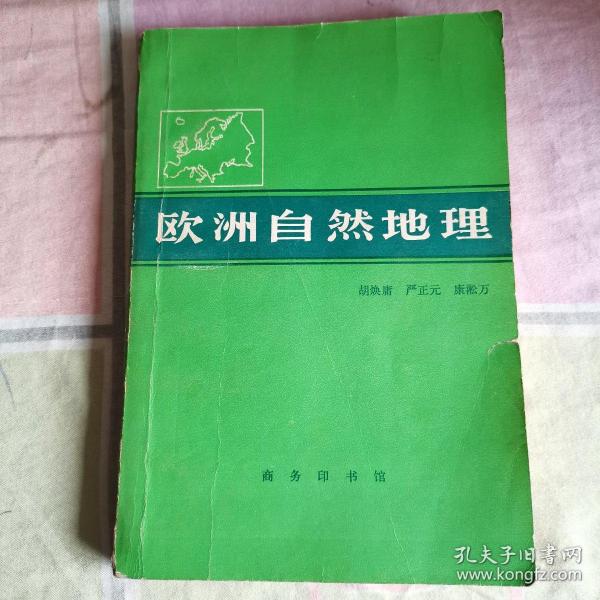 欧洲自然地理
胡焕庸 严正元 康淞万
商务印书馆
孔夫子旧书网
www.kongfz.com